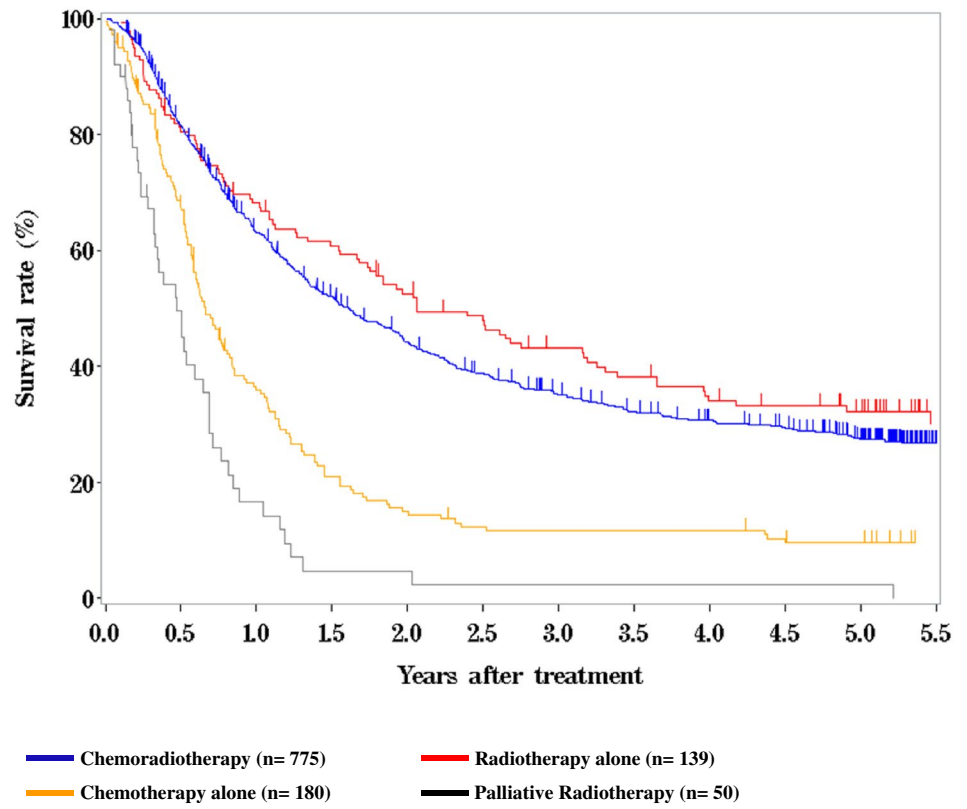 100
80
60
40
20
0
Survival rate (%)
0.0 0.5 1.0 1.5 2.0 2.5 3.0 3.5 4.0 4.5 5.0 5.5
Years after treatment
Chemoradiotherapy (n= 775) Radiotherapy alone (n= 139)
Chemotherapy alone (n= 180) Palliative Radiotherapy (n= 50)